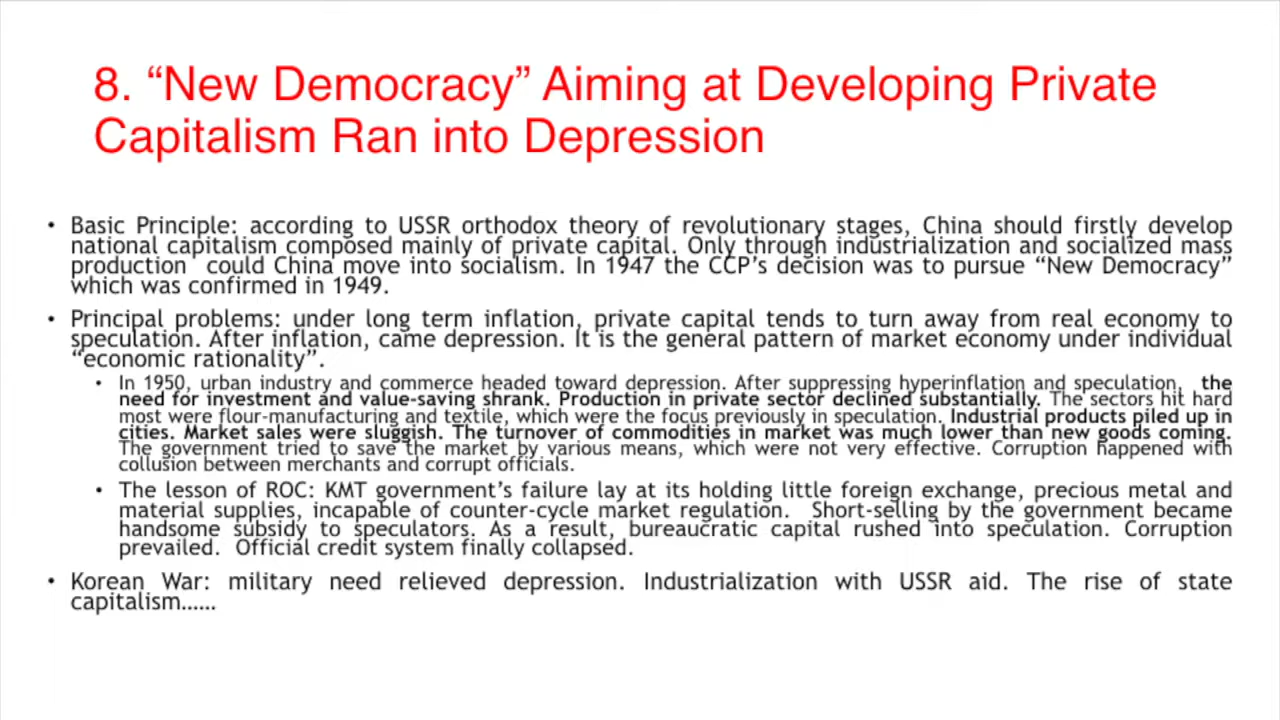 8. “New Democracy” Aiming at Developing Private
Capitalism Ran into Depression
• Basic Principle: according to USSR orthodox theory of revolutionary stages, China should firstly develop
national capitalism composed mainly of private capital. Only through industrialization and socialized mass
production could China move into socialism. In 1947 the CCP’s decision was to pursue “New Democracy”
which was confirmed in 1949.
• Principal problems: under long term inflation, private capital tends to turn away from real economy to
speculation. After inflation, came depression. It is the general pattern of market economy under individual
“economic rationality”.
• In 1950, urban industry and commerce headed toward depression. After suppressing hyperinflation and speculation, the
need for investment and value-saving shrank. Production in private sector declined substantially. The sectors hit hard
most were flour-manufacturing and textile, which were the focus previously in speculation. Industrial products piled up in
cities. Market sales were sluggish. The turnover of commodities in market was much lower than new goods coming.
The government tried to save the market by various means, which were not very effective. Corruption happened with
collusion between merchants and corrupt officials.
• The lesson of ROC: KMT government’s failure lay at its holding little foreign exchange, precious metal and
material supplies, incapable of counter-cycle market regulation. Short-selling by the government became
handsome subsidy to speculators. As a result, bureaucratic capital rushed into speculation. Corruption
prevailed. Official credit system finally collapsed.
• Korean War: military need relieved depression. Industrialization with USSR aid. The rise of state
capitalism……